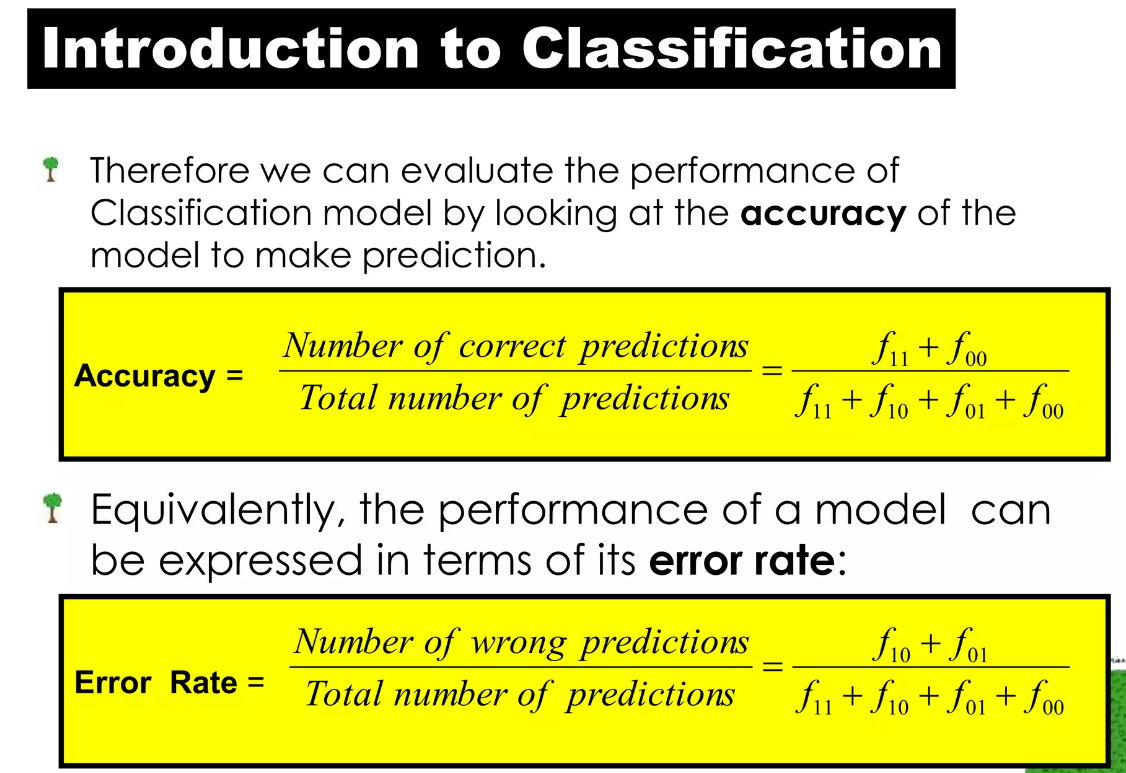 Introduction to Classification
Therefore we can evaluate the performance of
Classification model by looking at the accuracy of the
model to make prediction.
Accuracy = Number of correct predictions / Total number of predictions = f11 + f00 / f11 + f10 + f01 + f00
Equivalently, the performance of a model can
be expressed in terms of its error rate:
Error Rate = Number of wrong predictions / Total number of predictions = f10 + f01 / f11 + f10 + f01 + f00